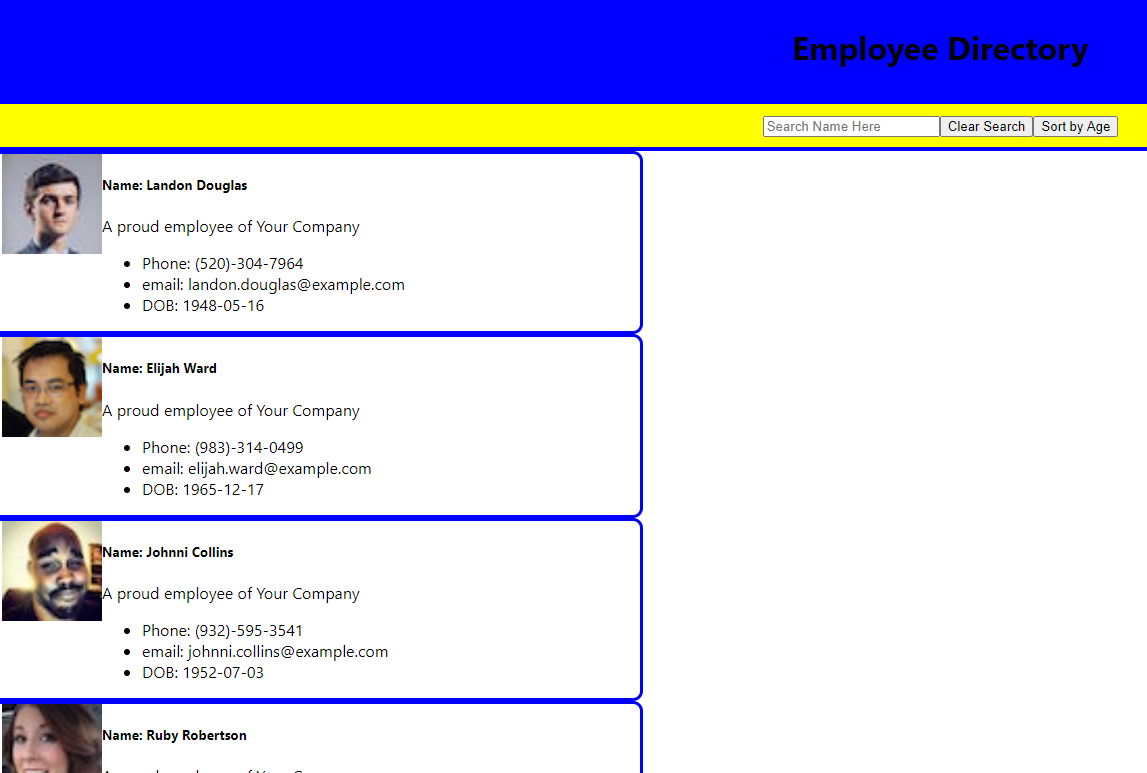 Employee Directory
Search Name Here Clear Search Sort by Age
Name: Landon Douglas
A proud employee of Your Company
Phone: (520)-304-7964
email: landon.douglas@example.com
DOB: 1948-05-16
Name: Elijah Ward
A proud employee of Your Company
Phone: (983)-314-0499
email: elijah.ward@example.com
DOB: 1965-12-17
Name: Johnni Collins
A proud employee of Your Company
Phone: (932)-595-3541
email: johnni.collins@example.com
DOB: 1952-07-03
Name: Ruby Robertson